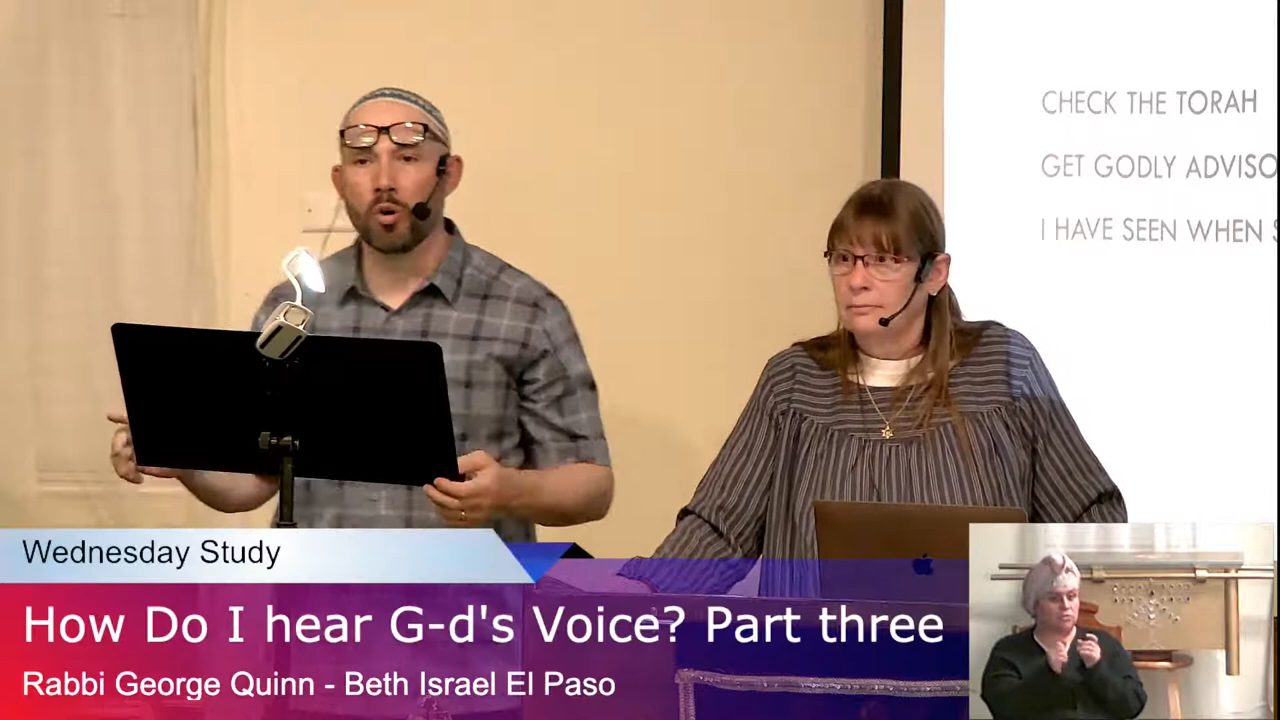 CHECK THE TORAH
GET GODLY ADVISO
I HAVE SEEN WHEN
Wednesday Study
How Do I hear G-d's Voice? Part three
Rabbi George Quinn - Beth Israel El Paso